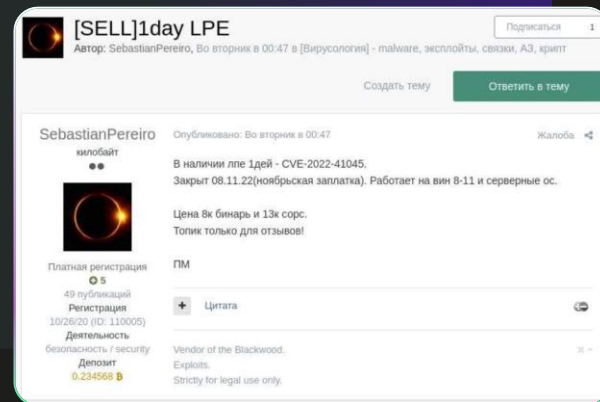 [SELL]1day LPE
Подписаться 1
Автор: SebastianPereiro, Во вторник в 00:47 в [Вирусология] - malware, эксплойты, связки, АЗ, крипт
Создать тему
Ответить в тему
SebastianPereiro
килобайт
Платная регистрация
5
49 публикаций
Регистрация
10/26/20 (ID: 110005)
Деятельность
безопасность / security
Депозит
0.234568 ₿
Опубликовано: Во вторник в 00:47
Жалоба
В наличии лпе 1дей - CVE-2022-41045.
Закрыт 08.11.22(ноябрьская заплатка). Работает на вин 8-11 и серверные ос.
Цена 8к бинарь и 13к сорс.
Топик только для отзывов!
ПМ
+ Цитата
Vendor of the Blackwood.
Exploits.
Strictly for legal use only.